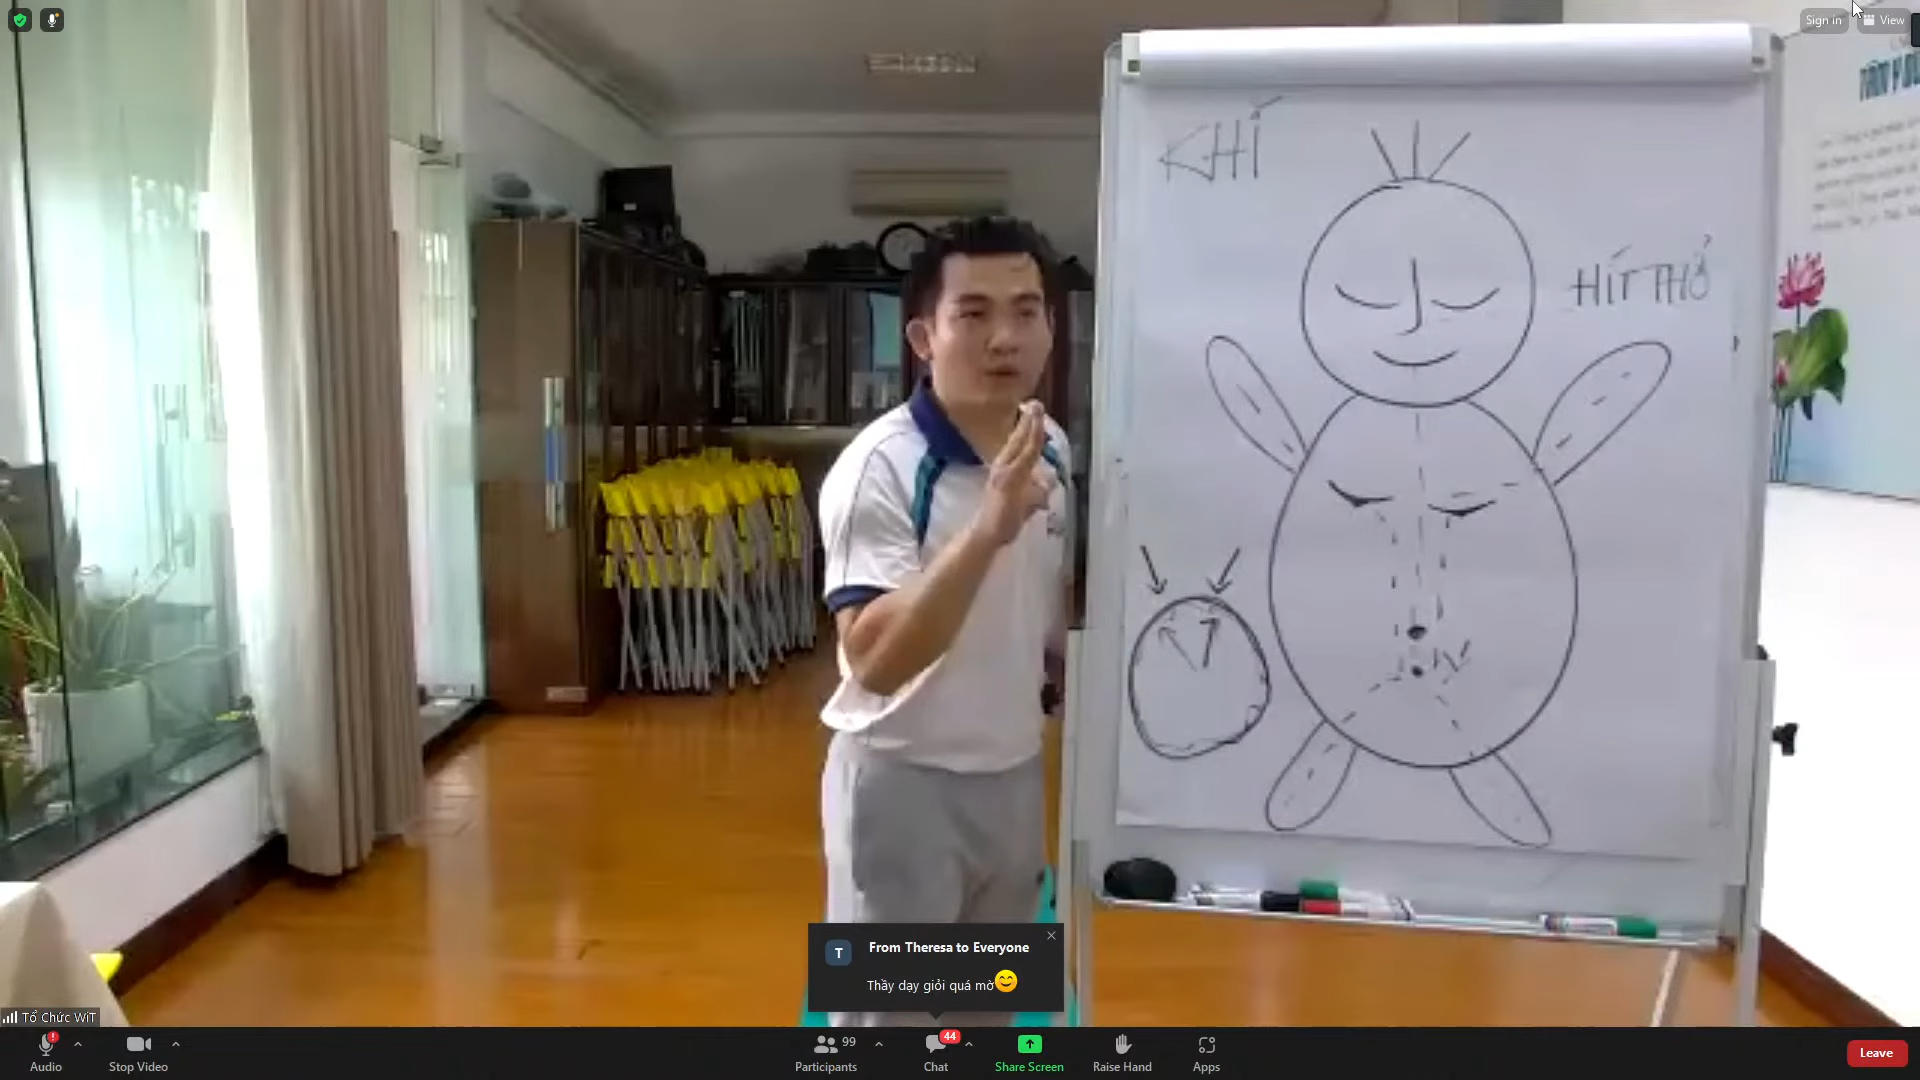 Sign in
View
KHÍ
HÍT THỞ
From Theresa to Everyone
T
Thầy dạy giỏi quá mờ😊
Tổ Chức WiT
Audio
Stop Video
99
Participants
44
Chat
Share Screen
Raise Hand
Apps
Leave